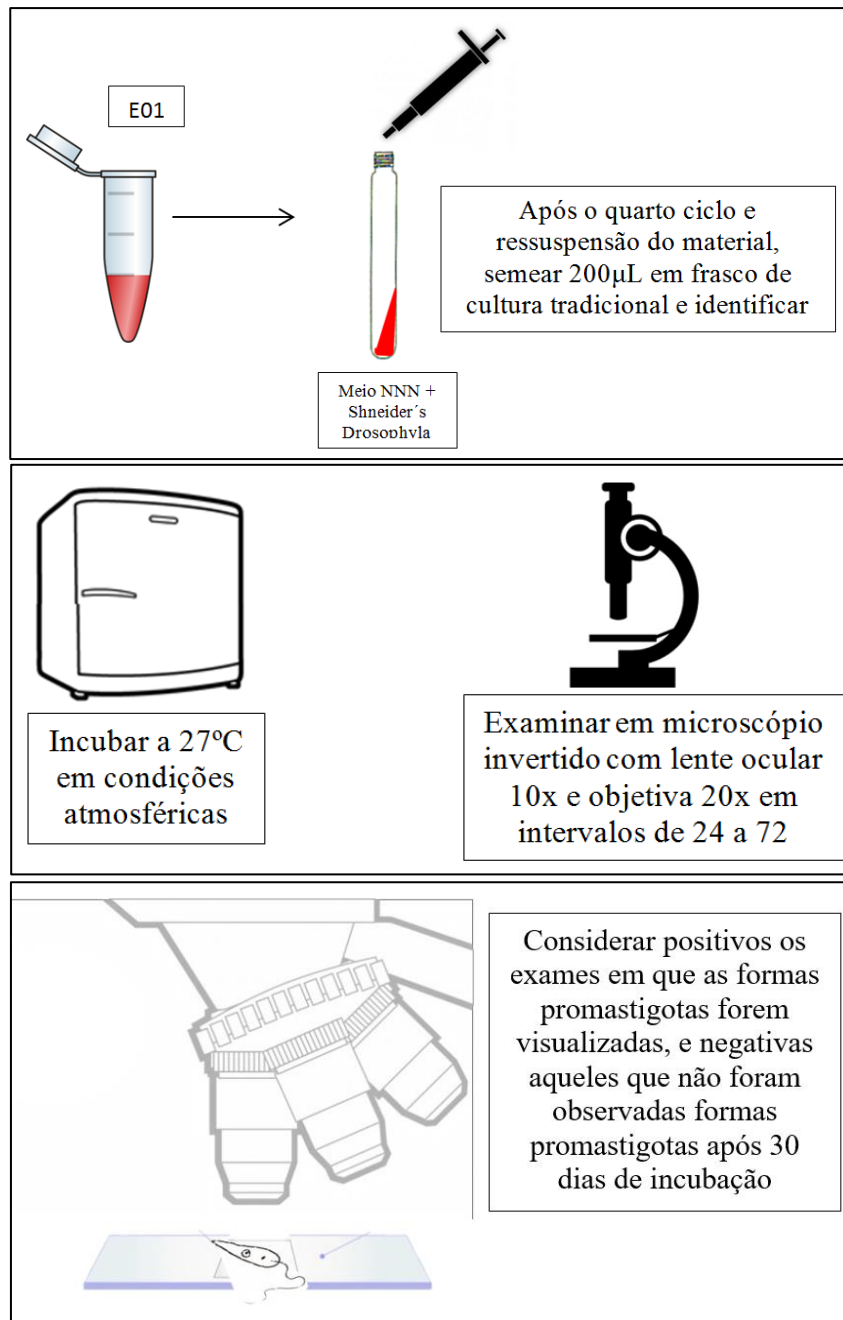 E01
Após o quarto ciclo e
ressuspensão do material,
semear 200µL em frasco de
cultura tradicional e identificar
Meio NNN +
Shneider´s
Drosophyla
Incubar a 27ºC
em condições
atmosféricas
Examinar em microscópio
invertido com lente ocular
10x e objetiva 20x em
intervalos de 24 a 72
Considerar positivos os
exames em que as formas
promastigotas forem
visualizadas, e negativas
aqueles que não foram
observadas formas
promastigotas após 30
dias de incubação